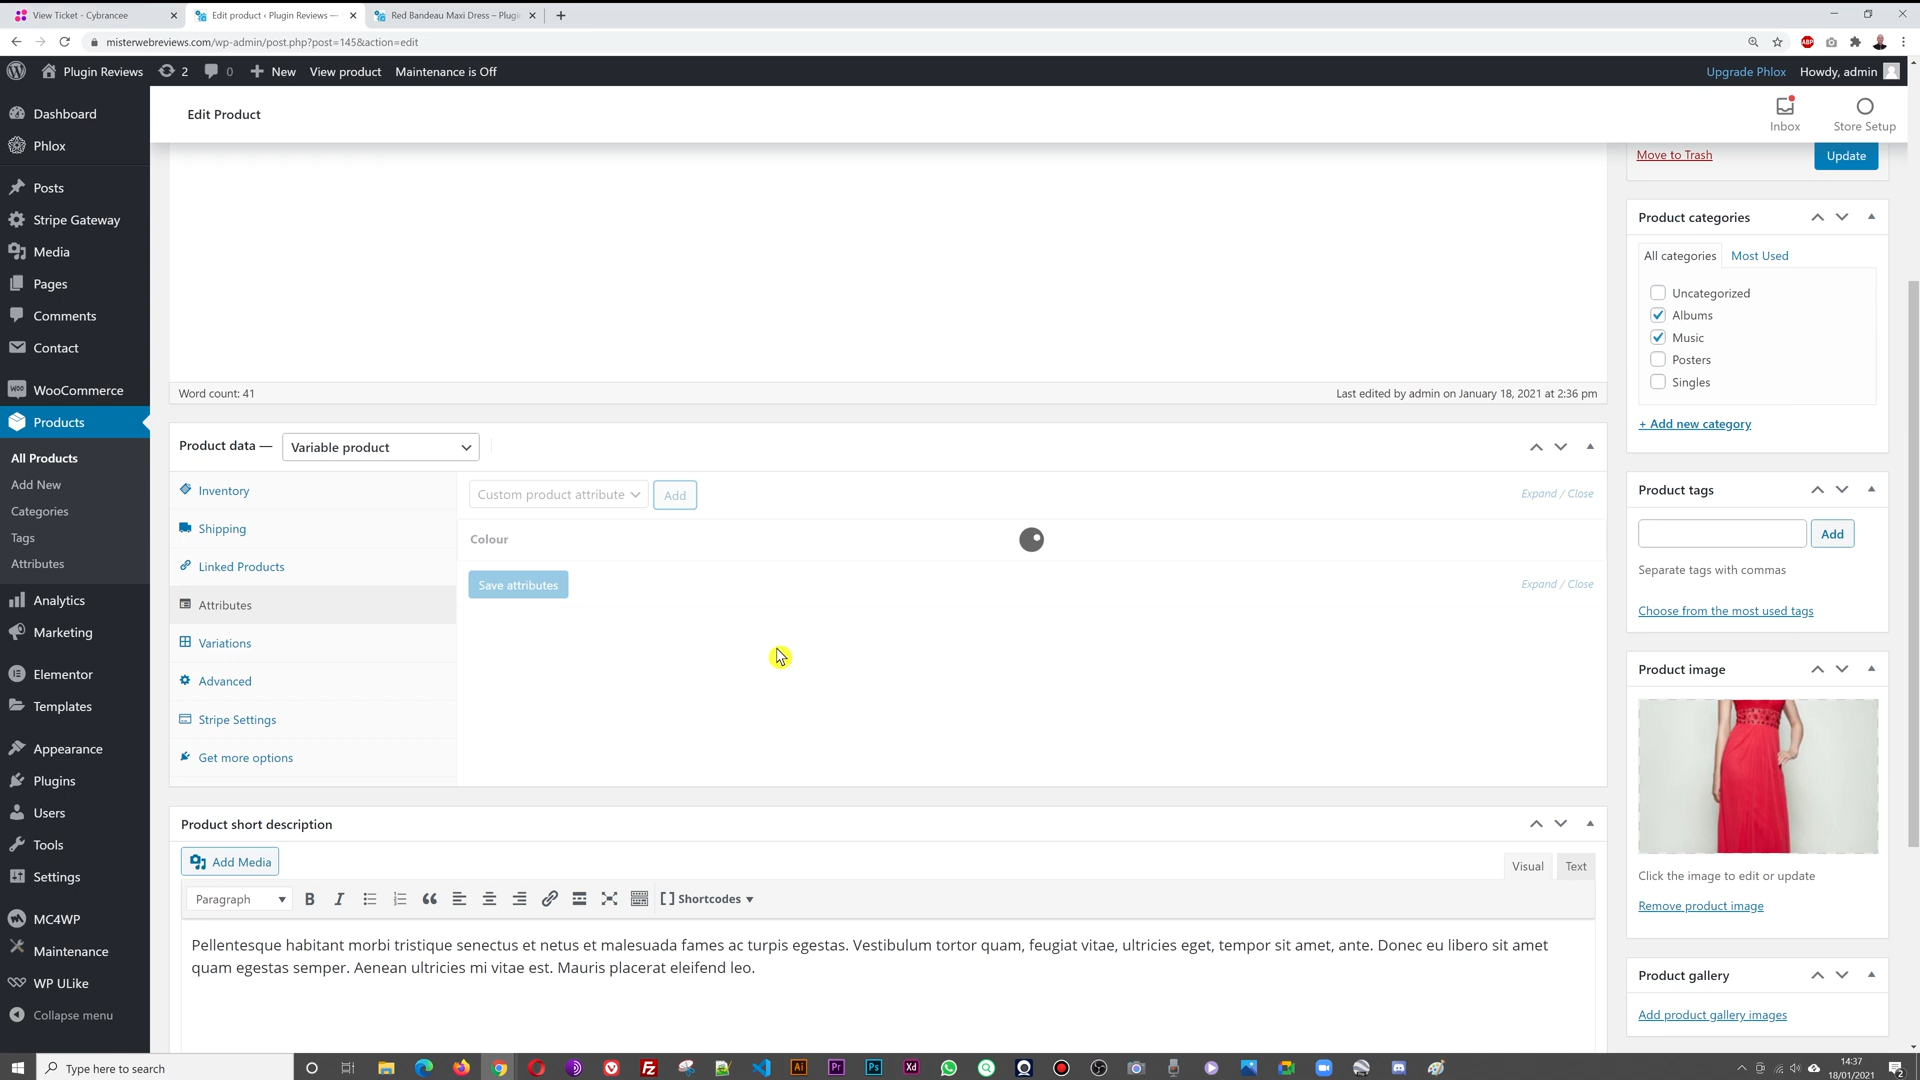 View Ticket - Cybrancee
Edit product ‹ Plugin Reviews —
Red Bandeau Maxi Dress – Plugin
misterwebreviews.com/wp-admin/post.php?post=145&action=edit
ABP
Plugin Reviews
2
0
New
View product
Maintenance is Off
Upgrade Phlox
Howdy, admin
Edit Product
Inbox
Store Setup
Dashboard
Phlox
Posts
Stripe Gateway
Media
Pages
Comments
Contact
WooCommerce
Products
All Products
Add New
Categories
Tags
Attributes
Analytics
Marketing
Elementor
Templates
Appearance
Plugins
Users
Tools
Settings
MC4WP
Maintenance
WP ULike
Collapse menu
Word count: 41
Last edited by admin on January 18, 2021 at 2:36 pm
Product data —
Variable product
Inventory
Shipping
Linked Products
Attributes
Variations
Advanced
Stripe Settings
Get more options
Custom product attribute
Add
Expand / Close
Colour
Save attributes
Expand / Close
Product short description
Add Media
Visual
Text
Paragraph
B
I
Shortcodes
Pellentesque habitant morbi tristique senectus et netus et malesuada fames ac turpis egestas. Vestibulum tortor quam, feugiat vitae, ultricies eget, tempor sit amet, ante. Donec eu libero sit amet
quam egestas semper. Aenean ultricies mi vitae est. Mauris placerat eleifend leo.
Move to Trash
Update
Product categories
All categories
Most Used
Uncategorized
Albums
Music
Posters
Singles
+ Add new category
Product tags
Add
Separate tags with commas
Choose from the most used tags
Product image
Click the image to edit or update
Remove product image
Product gallery
Add product gallery images
Type here to search
Ai
Pr
Ps
Xd
14:37
18/01/2021
2